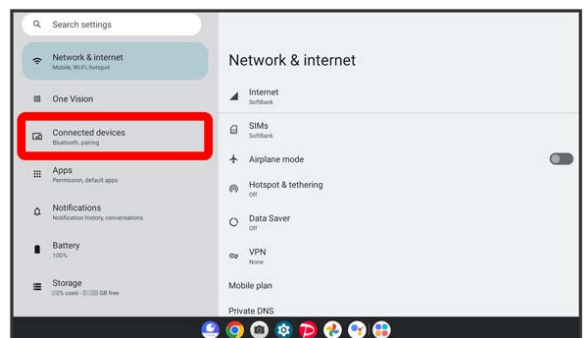 Search settings
Network & internet
Mobile, Wi-Fi, hotspot
One Vision
Connected devices
Bluetooth, pairing
Apps
Permission, default apps
Notifications
Notification history, conversations
Battery
100%
Storage
% used - GB free
Network & internet
Internet
SoftBank
SIMs
SoftBank
Airplane mode
Hotspot & tethering
Off
Data Saver
Off
VPN
None
Mobile plan
Private DNS